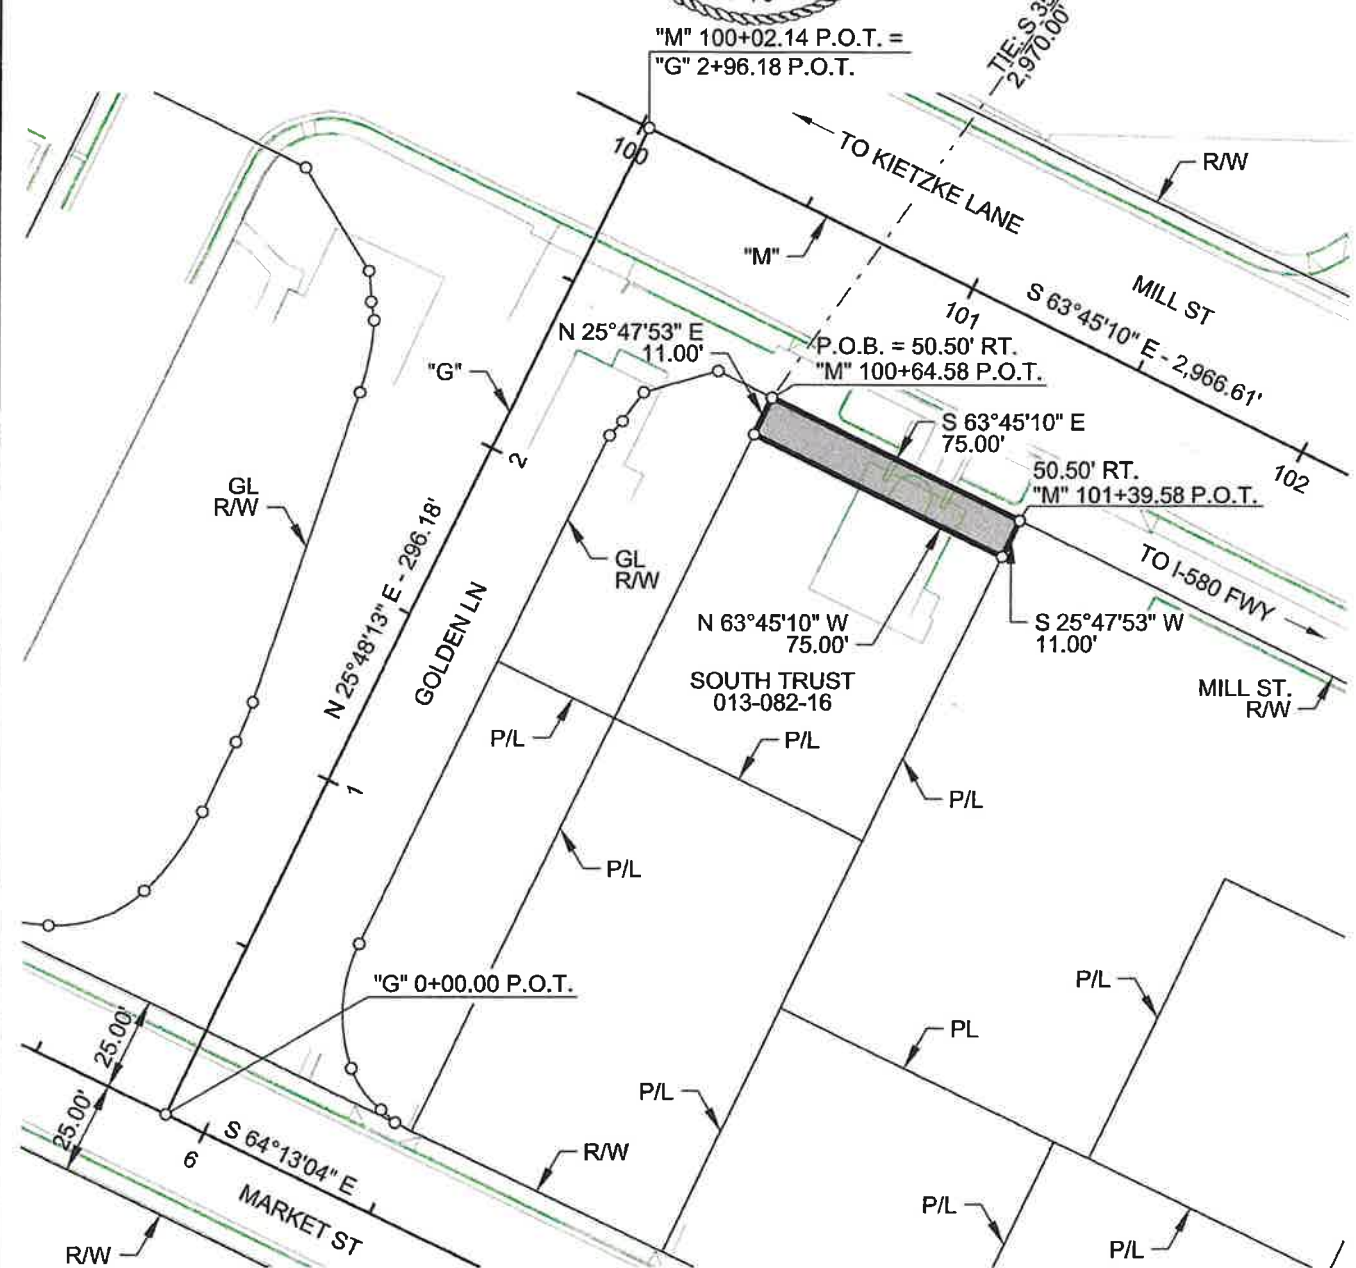 "M" 100+02.14 P.O.T. =
"G" 2+96.18 P.O.T.
2,970.00'
100
TO KIETZKE LANE
R/W
"M"
MILL ST
101
S 63°45'10" E - 2,966.61'
N 25°47'53" E
11.00'
P.O.B. = 50.50' RT.
"M" 100+64.58 P.O.T.
"G"
2
S 63°45'10" E
75.00'
102
50.50' RT.
"M" 101+39.58 P.O.T.
GL
R/W
GL
R/W
N 25°48'13" E - 296.18'
GOLDEN LN
TO I-580 FWY
N 63°45'10" W
75.00'
S 25°47'53" W
11.00'
SOUTH TRUST
013-082-16
MILL ST.
R/W
P/L
P/L
1
P/L
P/L
"G" 0+00.00 P.O.T.
P/L
25.00'
PL
P/L
25.00'
S 64°13'04" E
6
R/W
MARKET ST
P/L
R/W
P/L